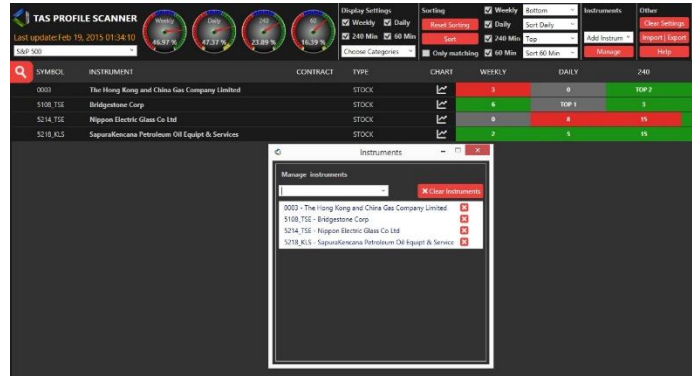 TAS PROFILE SCANNER
Last update: Feb 19, 2015 01:34:10
S&P 500
Weekly
46.97 %
Daily
47.37 %
240
23.89 %
60
16.39 %
Display Settings
Weekly Daily
240 Min 60 Min
Choose Categories
Sorting
Reset Sorting
Sort
Only matching
Weekly Bottom
Daily Sort Daily
240 Min Top
60 Min Sort 60 Min
Instruments
Add Instrum
Manage
Other
Clear Settings
Import | Export
Help
SYMBOL INSTRUMENT CONTRACT TYPE CHART WEEKLY DAILY 240
0003 The Hong Kong and China Gas Company Limited STOCK 3 0 TOP 2
5108_TSE Bridgestone Corp STOCK 6 TOP 1 3
5214_TSE Nippon Electric Glass Co Ltd STOCK 0 8 15
5218_KLS SapuraKencana Petroleum Oil Equipt & Services STOCK 2 5 15
Instruments
Manage instruments
Clear Instruments
0003 - The Hong Kong and China Gas Company Limited
5108_TSE - Bridgestone Corp
5214_TSE - Nippon Electric Glass Co Ltd
5218_KLS - SapuraKencana Petroleum Oil Equipt & Service